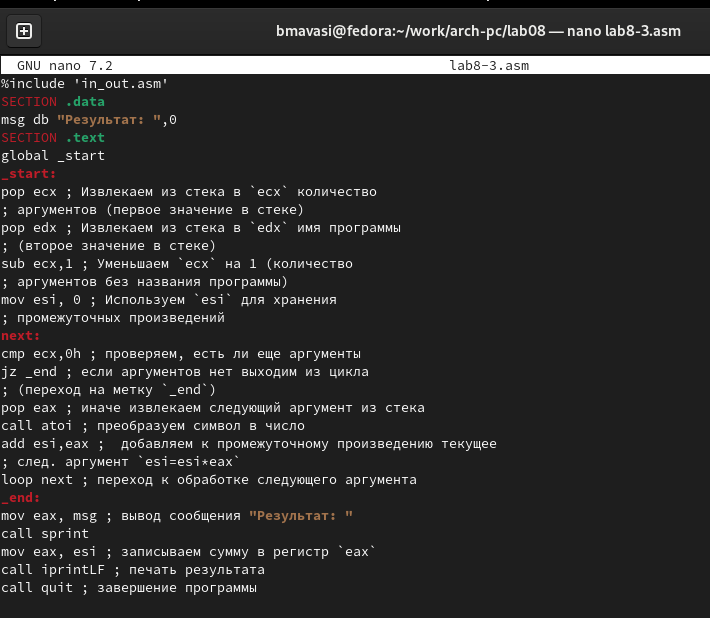 bmavasi@fedora:~/work/arch-pc/lab08 — nano lab8-3.asm
GNU nano 7.2 lab8-3.asm
%include 'in_out.asm'
SECTION .data
msg db "Результат: ",0
SECTION .text
global _start
_start:
pop ecx ; Извлекаем из стека в `ecx` количество
; аргументов (первое значение в стеке)
pop edx ; Извлекаем из стека в `edx` имя программы
; (второе значение в стеке)
sub ecx,1 ; Уменьшаем `ecx` на 1 (количество
; аргументов без названия программы)
mov esi, 0 ; Используем `esi` для хранения
; промежуточных произведений
next:
cmp ecx,0h ; проверяем, есть ли еще аргументы
jz _end ; если аргументов нет выходим из цикла
; (переход на метку `_end`)
pop eax ; иначе извлекаем следующий аргумент из стека
call atoi ; преобразуем символ в число
add esi,eax ;  добавляем к промежуточному произведению текущее
; след. аргумент `esi=esi*eax`
loop next ; переход к обработке следующего аргумента
_end:
mov eax, msg ; вывод сообщения "Результат: "
call sprint
mov eax, esi ; записываем сумму в регистр `eax`
call iprintLF ; печать результата
call quit ; завершение программы